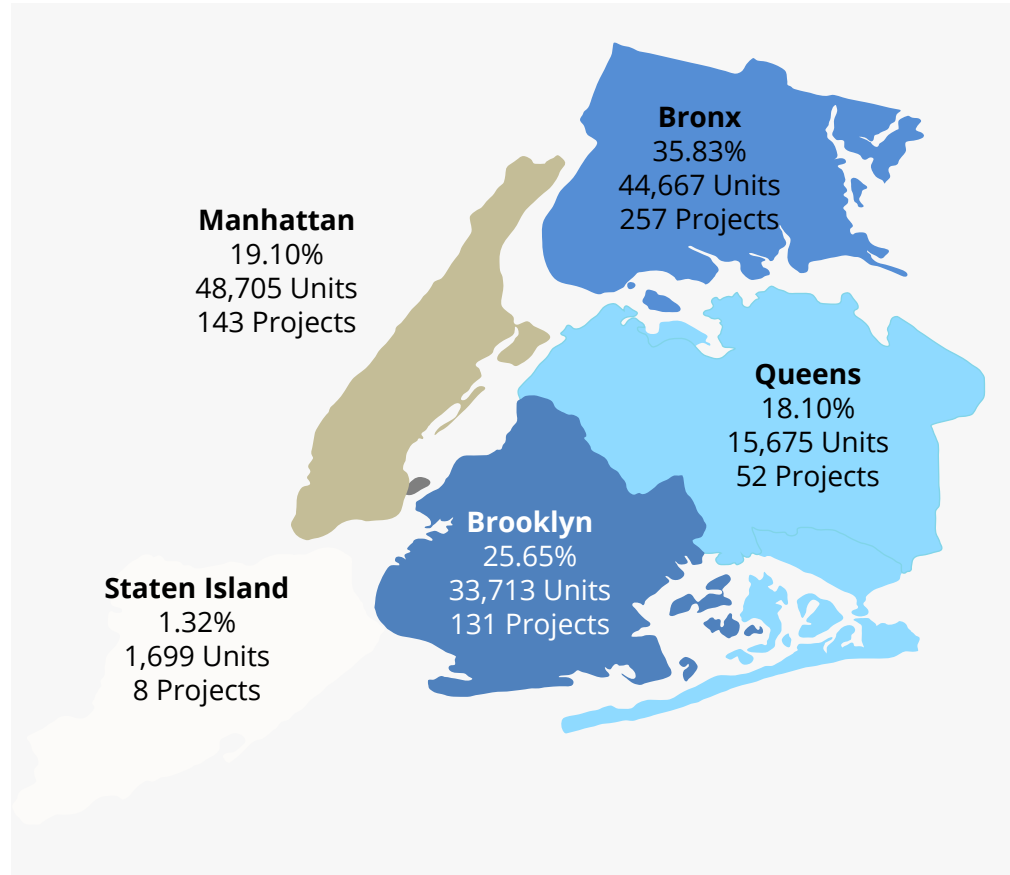 Bronx
35.83%
44,667 Units
257 Projects
Manhattan
19.10%
48,705 Units
143 Projects
Queens
18.10%
15,675 Units
52 Projects
Brooklyn
25.65%
33,713 Units
131 Projects
Staten Island
1.32%
1,699 Units
8 Projects